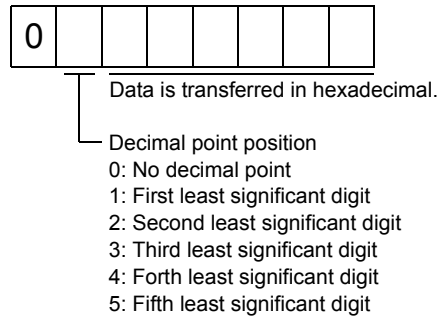 0
Data is transferred in hexadecimal.
Decimal point position
0: No decimal point
1: First least significant digit
2: Second least significant digit
3: Third least significant digit
4: Forth least significant digit
5: Fifth least significant digit